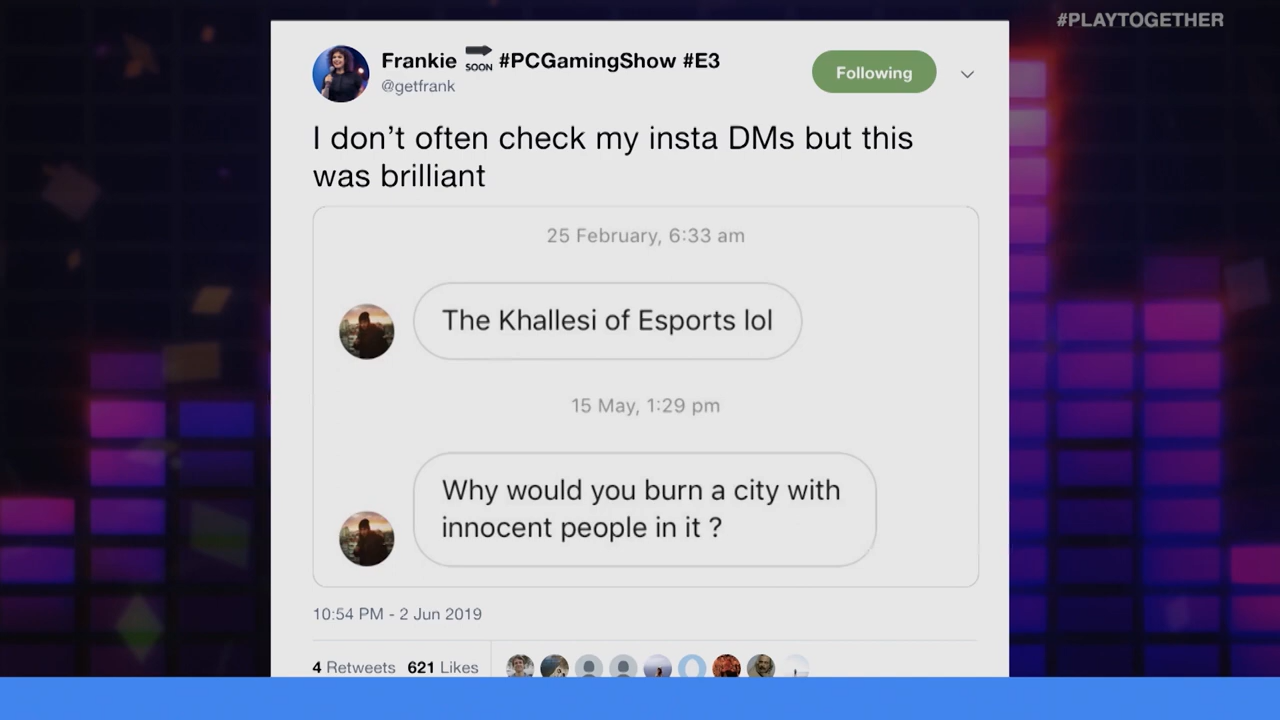 #PLAYTOGETHER
Frankie SOON #PCGamingShow #E3
Following
@getfrank
I don’t often check my insta DMs but this
was brilliant
25 February, 6:33 am
The Khallesi of Esports lol
15 May, 1:29 pm
Why would you burn a city with
innocent people in it ?
10:54 PM - 2 Jun 2019
4 Retweets 621 Likes